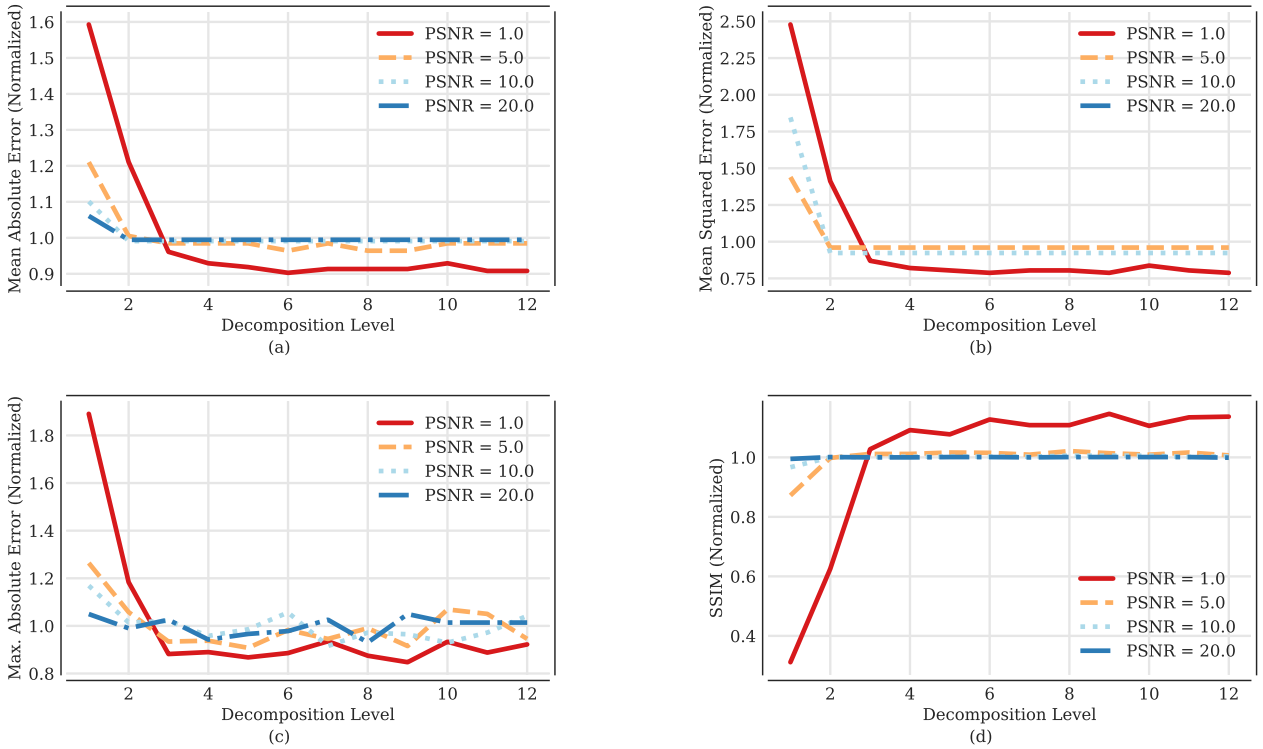 Mean Absolute Error (Normalized)
1.6
1.5
1.4
1.3
1.2
1.1
1.0
0.9
PSNR = 1.0
PSNR = 5.0
PSNR = 10.0
PSNR = 20.0
2 4 6 8 10 12
Decomposition Level
(a)
Mean Squared Error (Normalized)
2.50
2.25
2.00
1.75
1.50
1.25
1.00
0.75
PSNR = 1.0
PSNR = 5.0
PSNR = 10.0
PSNR = 20.0
2 4 6 8 10 12
Decomposition Level
(b)
Max. Absolute Error (Normalized)
1.8
1.6
1.4
1.2
1.0
0.8
PSNR = 1.0
PSNR = 5.0
PSNR = 10.0
PSNR = 20.0
2 4 6 8 10 12
Decomposition Level
(c)
SSIM (Normalized)
1.0
0.8
0.6
0.4
PSNR = 1.0
PSNR = 5.0
PSNR = 10.0
PSNR = 20.0
2 4 6 8 10 12
Decomposition Level
(d)